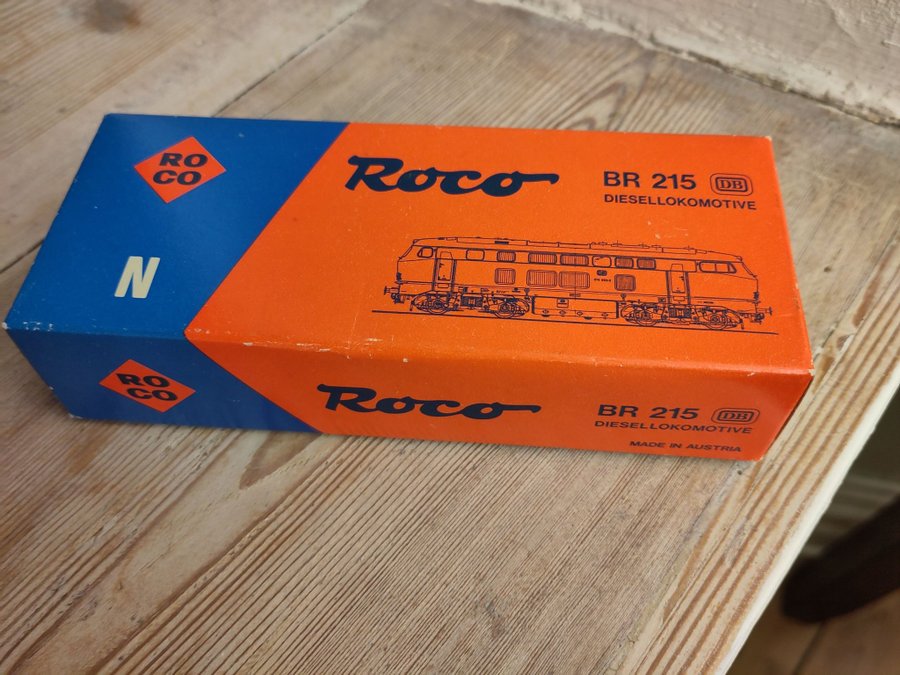 RO
CO
Roco
BR 215 DB
DIESELLOKOMOTIVE
N
RO
CO
Roco
BR 215 DB
DIESELLOKOMOTIVE
MADE IN AUSTRIA